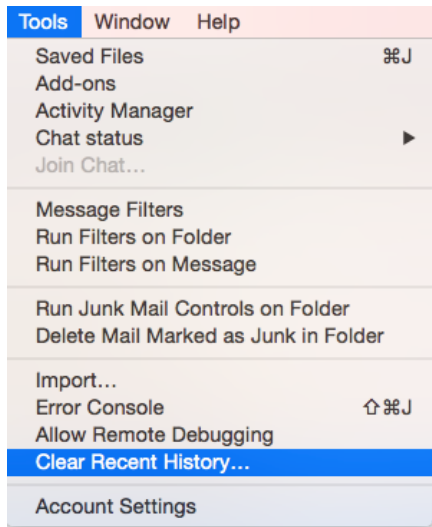 Tools Window Help
Saved Files ⌘J
Add-ons
Activity Manager
Chat status ▶
Join Chat...
Message Filters
Run Filters on Folder
Run Filters on Message
Run Junk Mail Controls on Folder
Delete Mail Marked as Junk in Folder
Import...
Error Console ⇧⌘J
Allow Remote Debugging
Clear Recent History...
Account Settings